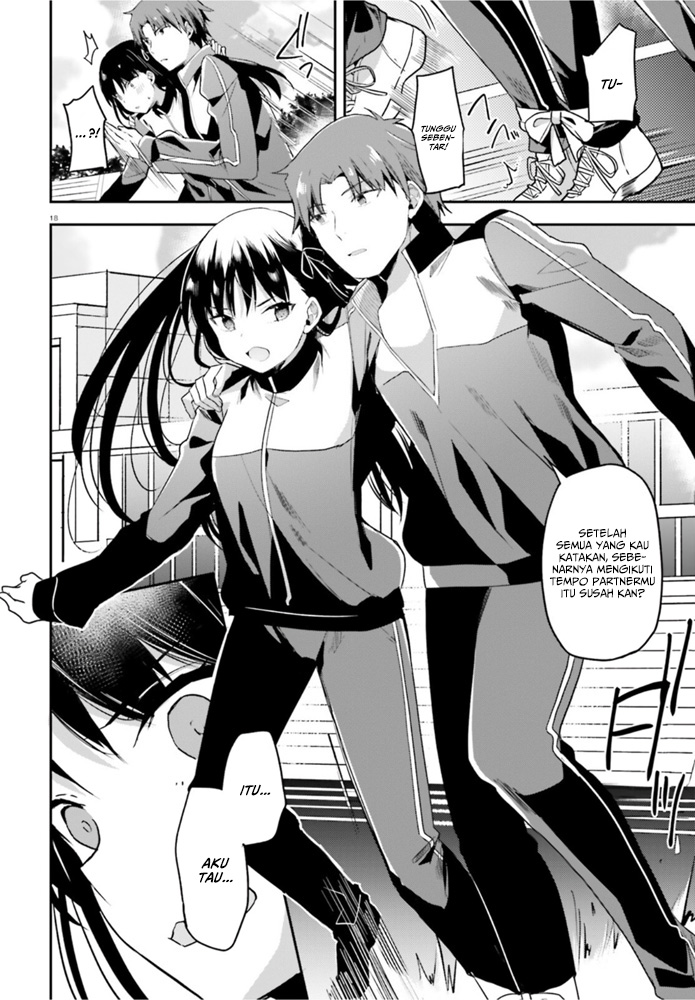 TU-
TUNGGU
SEBEN-
TAR!
...?!
18
SETELAH
SEMUA YANG KAU
KATAKAN, SEBE-
NARNYA MENGIKUTI
TEMPO PARTNERMU
ITU SUSAH KAN?
ITU...
AKU
TAU...